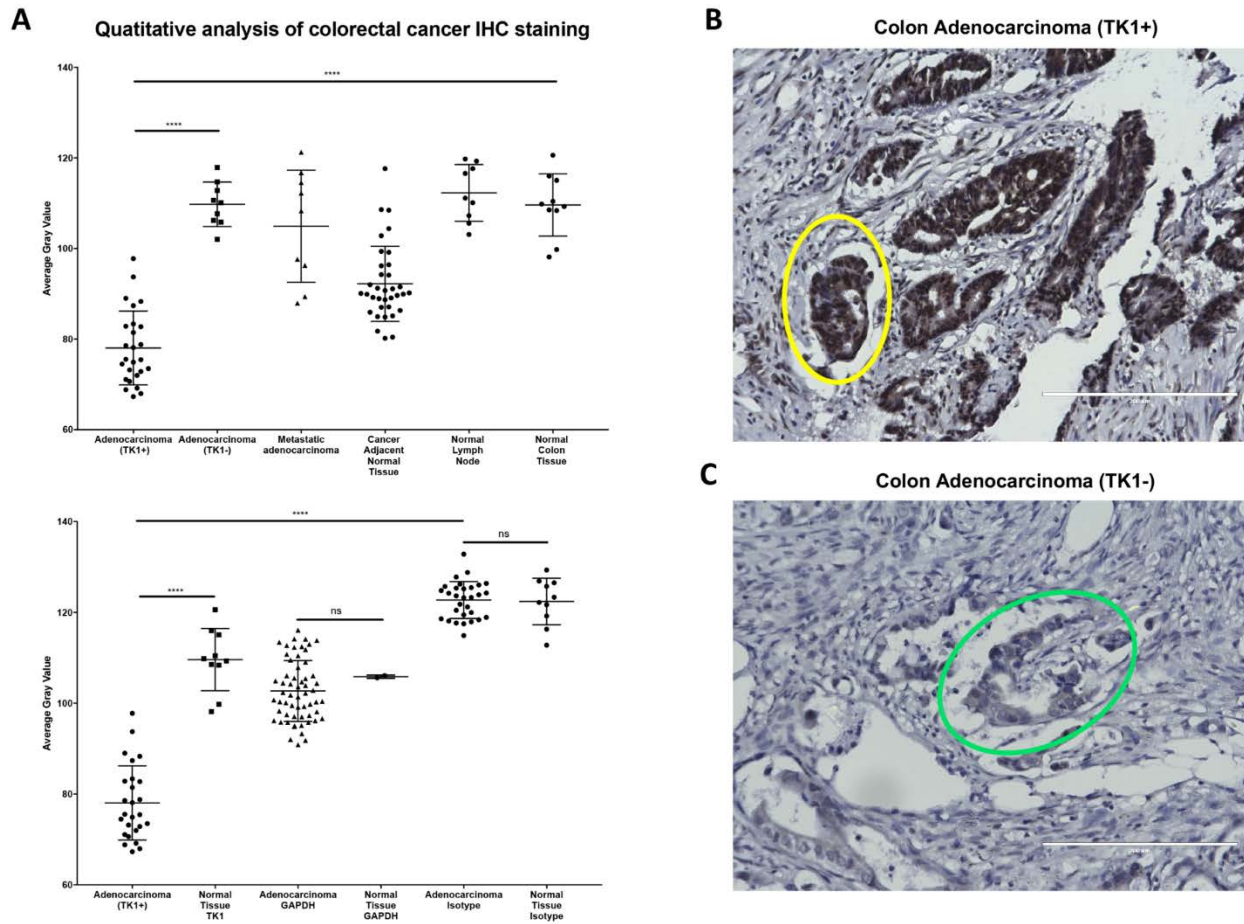 A
Quatitative analysis of colorectal cancer IHC staining
140
120
100
80
60
Average Gray Value
****
****
Adenocarcinoma
(TK1+)
Adenocarcinoma
(TK1-)
Metastatic
adenocarcinoma
Cancer
Adjacent
Normal
Tissue
Normal
Lymph
Node
Normal
Colon
Tissue
140
120
100
80
60
Average Gray Value
****
****
ns
ns
Adenocarcinoma
(TK1+)
Normal
Tissue
TK1
Adenocarcinoma
GAPDH
Normal
Tissue
GAPDH
Adenocarcinoma
Isotype
Normal
Tissue
Isotype
B
Colon Adenocarcinoma (TK1+)
C
Colon Adenocarcinoma (TK1-)